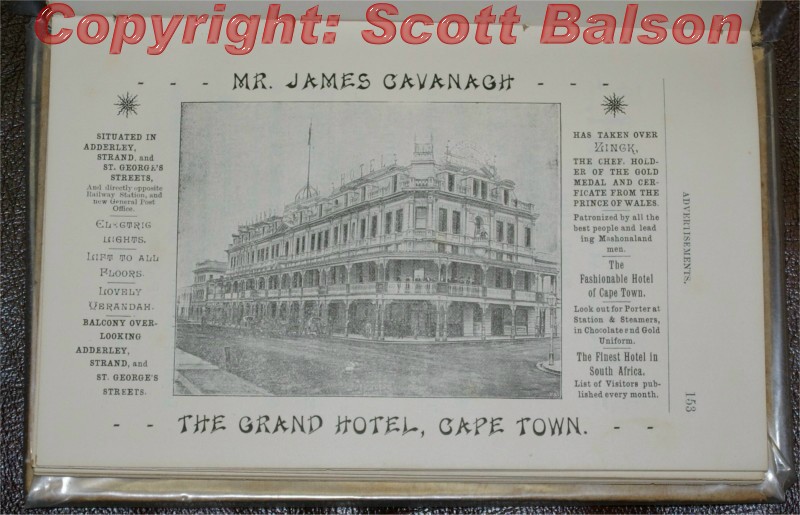 Copyright: Scott Balson
- - - MR. JAMES CAVANAGH - - -
SITUATED IN
ADDERLEY,
STRAND, and
ST. GEORGE'S
STREETS,
And directly opposite
Railway Station, and
new General Post
Office.
ELECTRIC
LIGHTS.
LIFT TO ALL
FLOORS.
LOVELY
VERANDAH.
BALCONY OVER-
LOOKING
ADDERLEY,
STRAND, and
ST. GEORGE'S
STREETS.
HAS TAKEN OVER
ZINCK,
THE CHEF. HOLD-
ER OF THE GOLD
MEDAL AND CER-
FICATE FROM THE
PRINCE OF WALES.
Patronized by all the
best people and lead
ing Mashonaland
men.
The
Fashionable Hotel
of Cape Town.
Look out for Porter at
Station & Steamers,
in Chocolate and Gold
Uniform.
The Finest Hotel in
South Africa.
List of Visitors pub-
lished every month.
- - THE GRAND HOTEL, CAPE TOWN. - -
ADVERTISEMENTS.
153